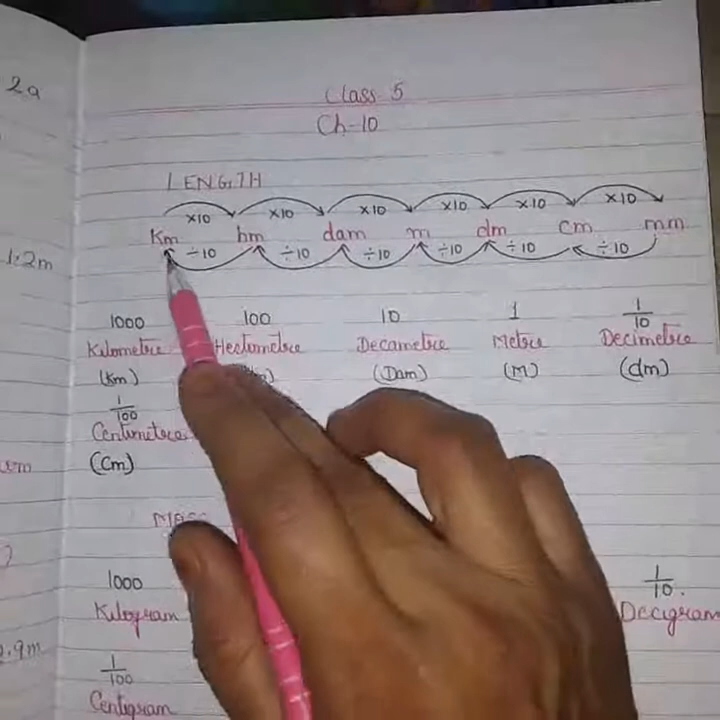 2a
Class 5
Ch-10
LENGTH
×10 ×10 ×10 ×10 ×10 ×10
Km hm dam m dm cm mm
÷10 ÷10 ÷10 ÷10 ÷10 ÷10
1.2m
1000 100 10 1 1/10
Kilometre Hectometre Decametre Metre Decimetre
(Km) (Dam) (M) (dm)
1/100
Centimetre
(Cm)
1000 1/10.
Kilogram Decigram
1/100
Centigram